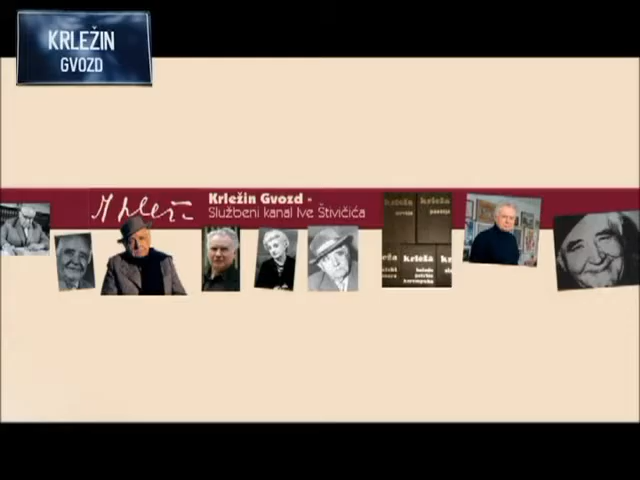 KRLEŽIN
GVOZD
Krležin Gvozd -
Službeni kanal Ive Štivičića
krleža
krleža
krleža
krleža